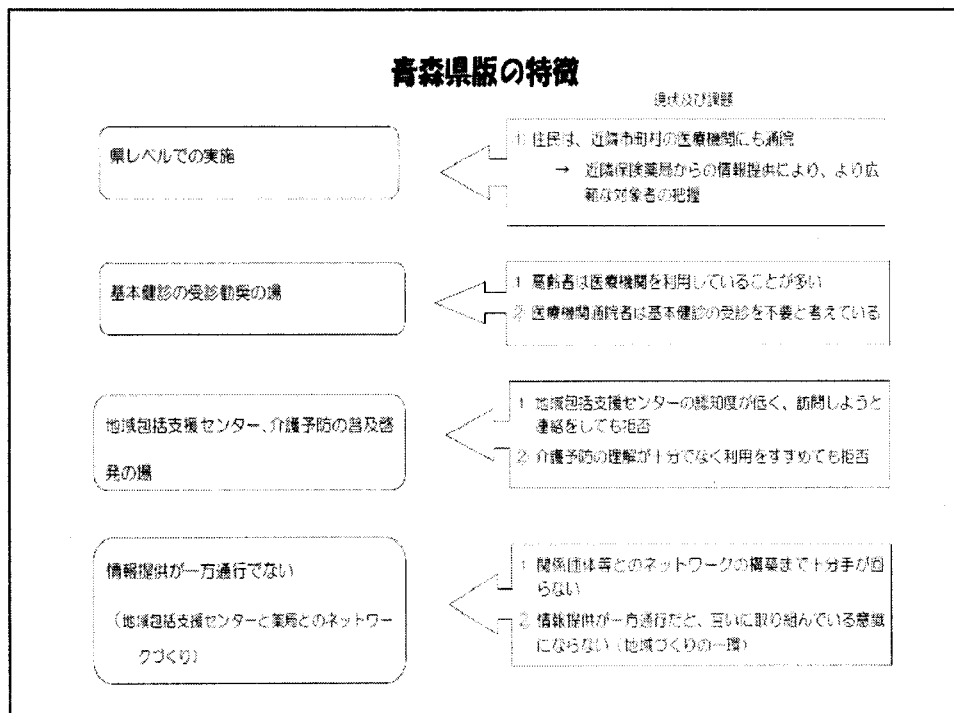 青森県版の特徴
現状及び課題
県レベルでの実施
① 住民は、近隣市町村の医療機関にも通院
→ 近隣保険薬局からの情報提供により、より広
範な対象者の把握
基本健診の受診勧奨の場
① 高齢者は医療機関を利用していることが多い
② 医療機関通院者は基本健診の受診を不要と考えている
地域包括支援センター、介護予防の普及啓
発の場
① 地域包括支援センターの認知度が低く、訪問しようと
連絡をしても拒否
② 介護予防の理解が十分でなく利用をすすめても拒否
情報提供が一方通行でない
（地域包括支援センターと薬局とのネットワー
クづくり）
① 関係団体等とのネットワークの構築まで十分手が回
らない
② 情報提供が一方通行だと、互いに取り組んでいる意識
にならない（地域づくりの一環）